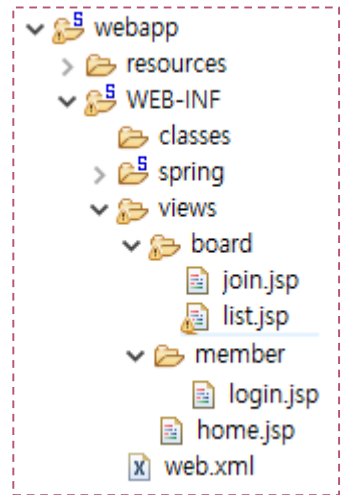 webapp
resources
WEB-INF
classes
spring
views
board
join.jsp
list.jsp
member
login.jsp
home.jsp
web.xml